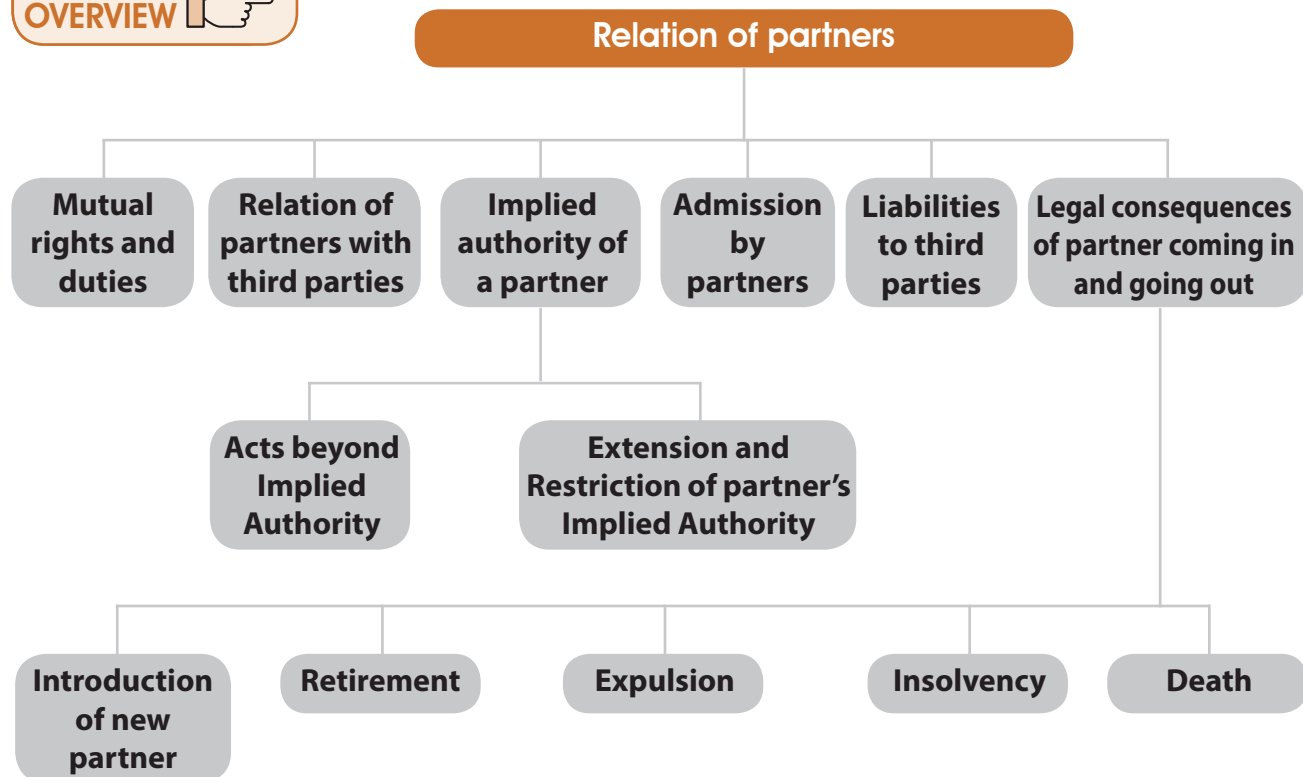 OVERVIEW
Relation of partners
Mutual
rights and
duties
Relation of
partners with
third parties
Implied
authority of
a partner
Admission
by
partners
Liabilities
to third
parties
Legal consequences
of partner coming in
and going out
Acts beyond
Implied
Authority
Extension and
Restriction of partner’s
Implied Authority
Introduction
of new
partner
Retirement
Expulsion
Insolvency
Death